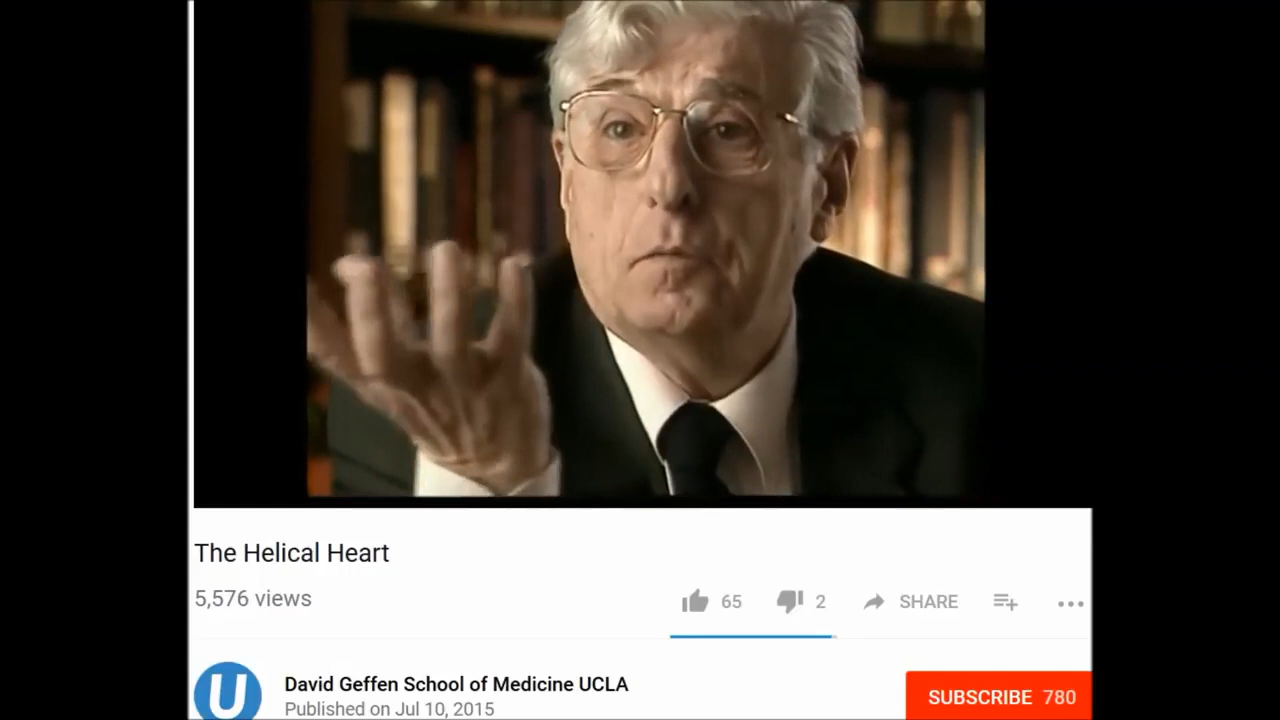 The Helical Heart
5,576 views
65 2 SHARE
U
David Geffen School of Medicine UCLA
Published on Jul 10, 2015
SUBSCRIBE 780